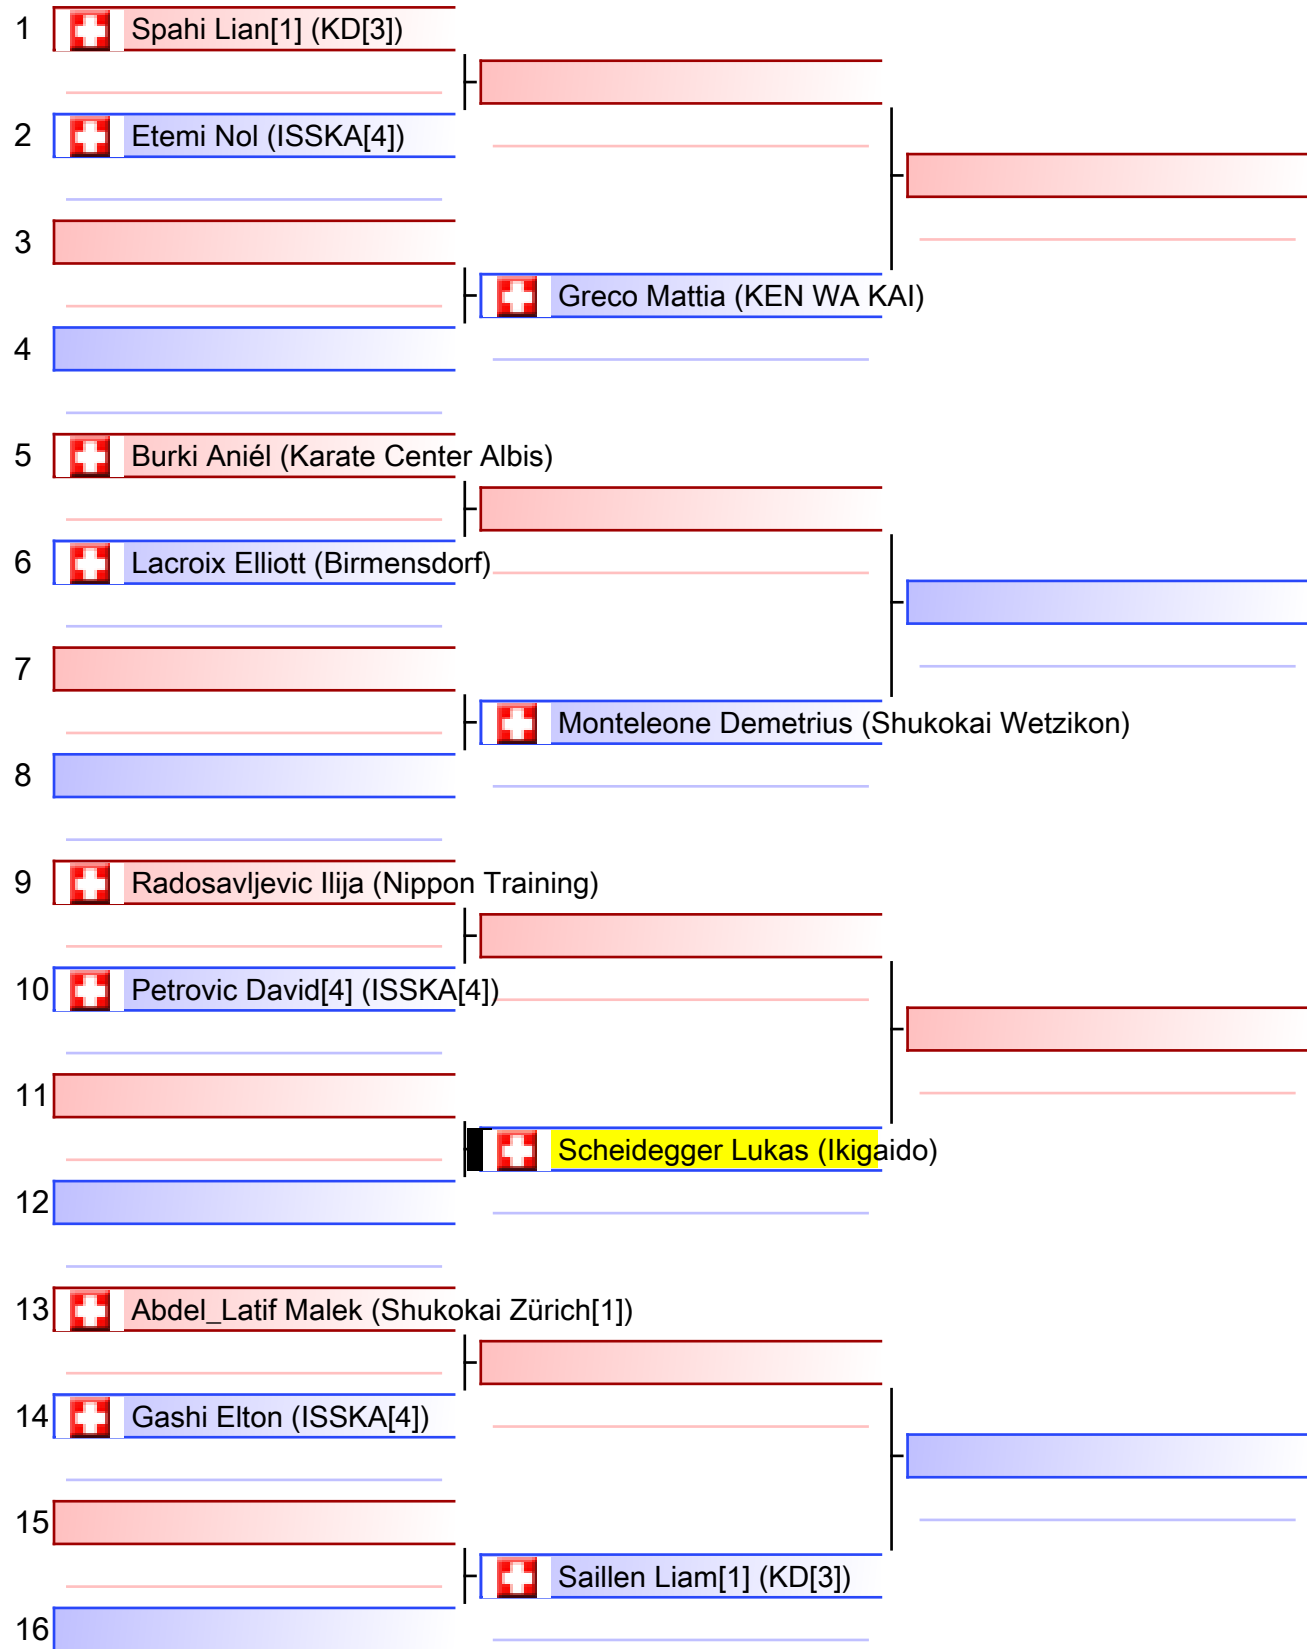 1 Spahi Lian[1] (KD[3])
2 Etemi Nol (ISSKA[4])
3
Greco Mattia (KEN WA KAI)
4
5 Burki Aniél (Karate Center Albis)
6 Lacroix Elliott (Birmensdorf)
7
Monteleone Demetrius (Shukokai Wetzikon)
8
9 Radosavljevic Ilija (Nippon Training)
10 Petrovic David[4] (ISSKA[4])
11
Scheidegger Lukas (Ikigaido)
12
13 Abdel_Latif Malek (Shukokai Zürich[1])
14 Gashi Elton (ISSKA[4])
15
Saillen Liam[1] (KD[3])
16